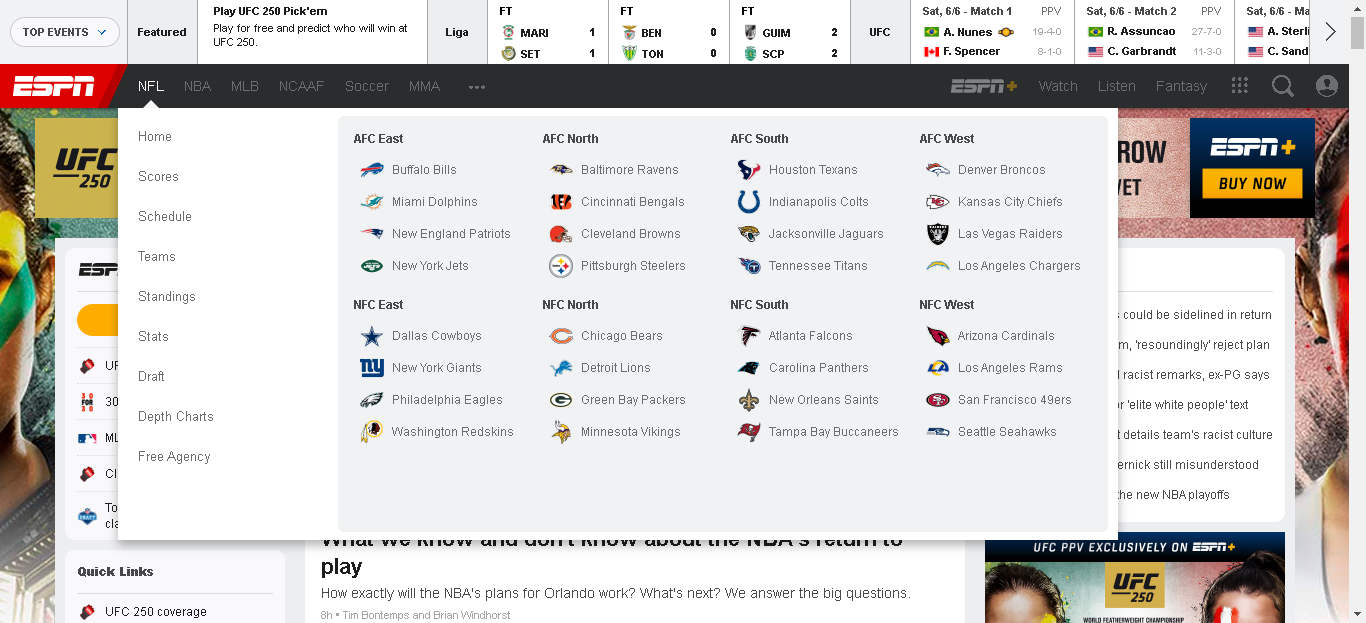 TOP EVENTS
Featured
Play UFC 250 Pick'em
Play for free and predict who will win at
UFC 250.
Liga
FT
MARI 1
SET 1
FT
BEN 0
TON 0
FT
GUIM 2
SCP 2
UFC
Sat, 6/6 - Match 1 PPV
A. Nunes 19-4-0
F. Spencer 8-1-0
Sat, 6/6 - Match 2 PPV
R. Assuncao 27-7-0
C. Garbrandt 11-3-0
Sat, 6/6 - Ma
A. Sterli
C. Sand
ESPN
NFL NBA MLB NCAAF Soccer MMA
ESPN+ Watch Listen Fantasy
UFC
250
ROW
VET
ESPN+
BUY NOW
Home
Scores
Schedule
Teams
Standings
Stats
Draft
Depth Charts
Free Agency
AFC East
Buffalo Bills
Miami Dolphins
New England Patriots
New York Jets
AFC North
Baltimore Ravens
Cincinnati Bengals
Cleveland Browns
Pittsburgh Steelers
AFC South
Houston Texans
Indianapolis Colts
Jacksonville Jaguars
Tennessee Titans
AFC West
Denver Broncos
Kansas City Chiefs
Las Vegas Raiders
Los Angeles Chargers
NFC East
Dallas Cowboys
New York Giants
Philadelphia Eagles
Washington Redskins
NFC North
Chicago Bears
Detroit Lions
Green Bay Packers
Minnesota Vikings
NFC South
Atlanta Falcons
Carolina Panthers
New Orleans Saints
Tampa Bay Buccaneers
NFC West
Arizona Cardinals
Los Angeles Rams
San Francisco 49ers
Seattle Seahawks
ESP
UF
30
ML
Cl
To
cla
Quick Links
UFC 250 coverage
could be sidelined in return
m, 'resoundingly' reject plan
racist remarks, ex-PG says
r 'elite white people' text
t details team's racist culture
ernick still misunderstood
the new NBA playoffs
What we know and don't know about the NBA's return to
play
How exactly will the NBA's plans for Orlando work? What's next? We answer the big questions.
8h • Tim Bontemps and Brian Windhorst
UFC PPV EXCLUSIVELY ON ESPN+
UFC
250
WORLD FEATHERWEIGHT CHAMPIONSHIP